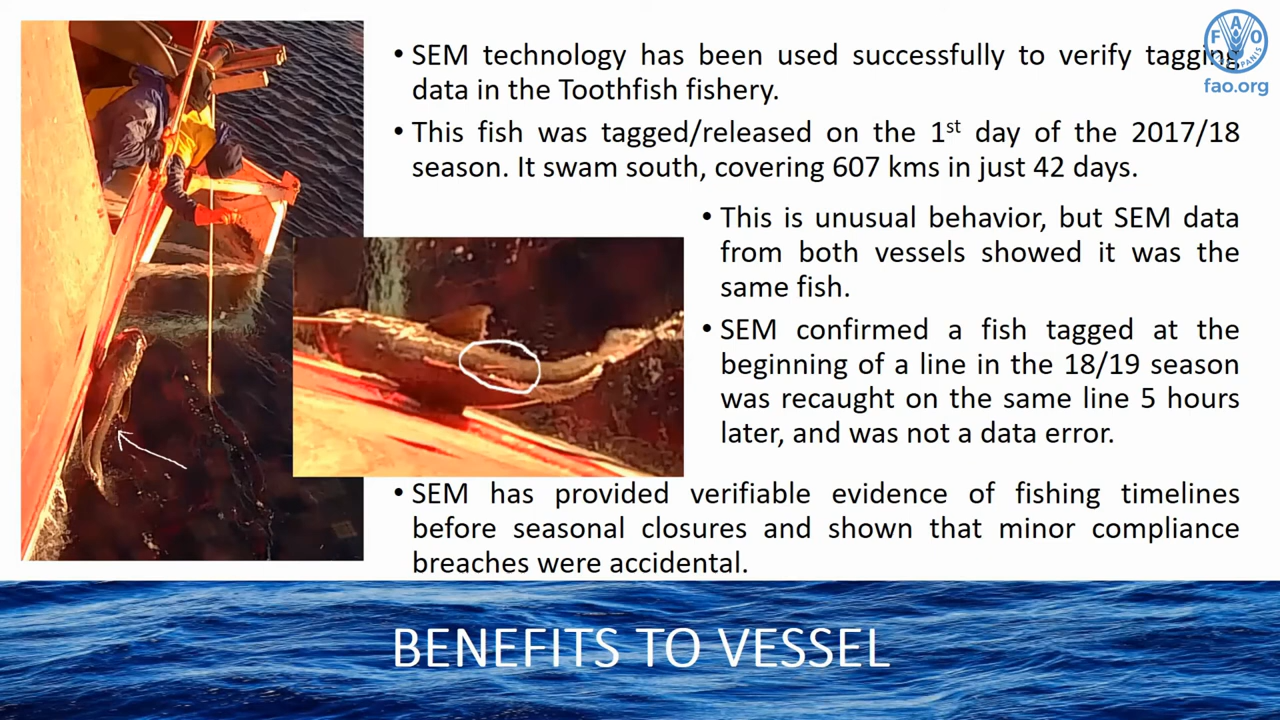 • SEM technology has been used successfully to verify tagging
data in the Toothfish fishery.
• This fish was tagged/released on the 1st day of the 2017/18
season. It swam south, covering 607 kms in just 42 days.
• This is unusual behavior, but SEM data
from both vessels showed it was the
same fish.
• SEM confirmed a fish tagged at the
beginning of a line in the 18/19 season
was recaught on the same line 5 hours
later, and was not a data error.
• SEM has provided verifiable evidence of fishing timelines
before seasonal closures and shown that minor compliance
breaches were accidental.
BENEFITS TO VESSEL
F A O
FIAT PANIS
fao.org